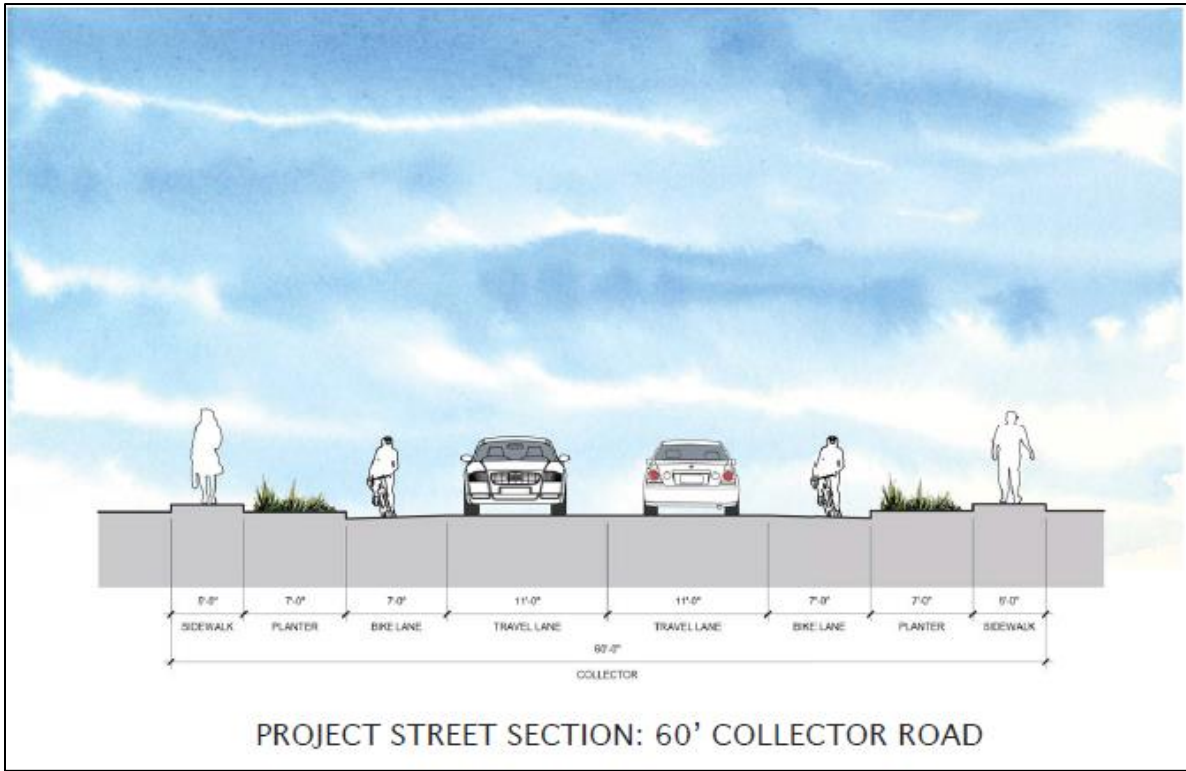 5'-0" 7'-0" 7'-0" 11'-0" 11'-0" 7'-0" 7'-0" 5'-0"
SIDEWALK PLANTER BIKE LANE TRAVEL LANE TRAVEL LANE BIKE LANE PLANTER SIDEWALK
60'-0"
COLLECTOR
PROJECT STREET SECTION: 60' COLLECTOR ROAD